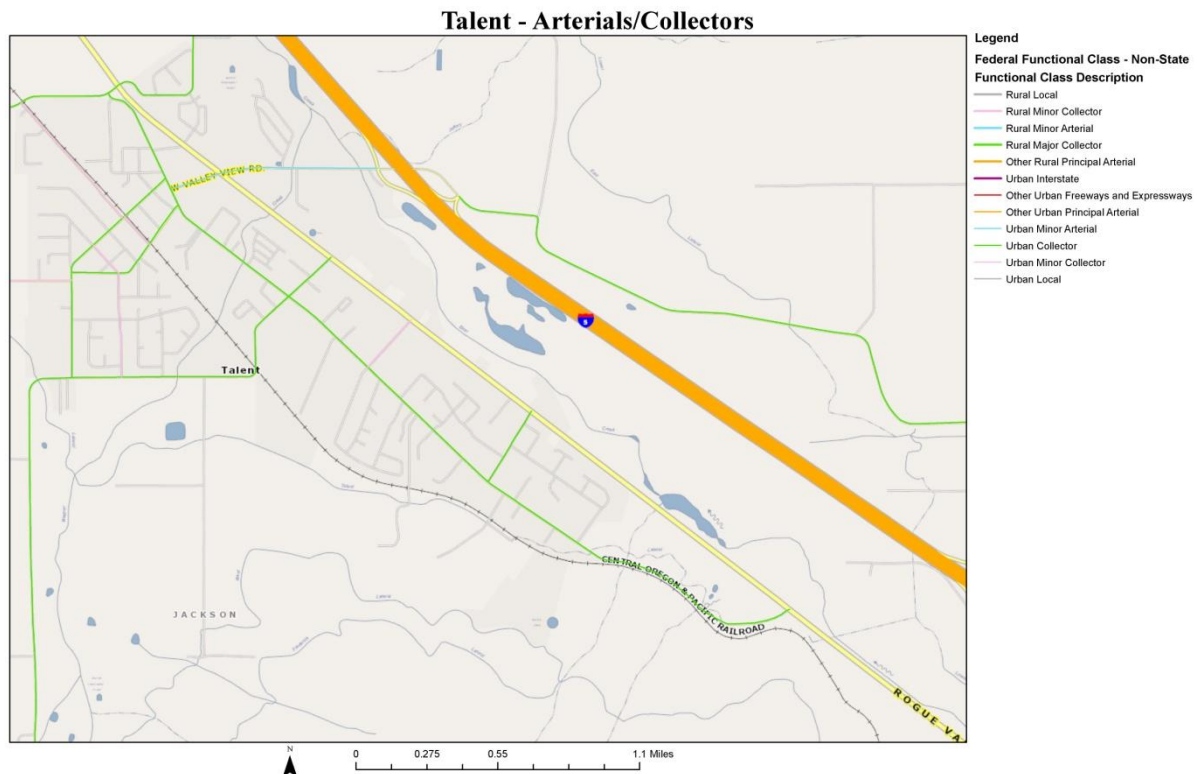 Talent - Arterials/Collectors
Legend
Federal Functional Class - Non-State
Functional Class Description
Rural Local
Rural Minor Collector
Rural Minor Arterial
Rural Major Collector
Other Rural Principal Arterial
Urban Interstate
Other Urban Freeways and Expressways
Other Urban Principal Arterial
Urban Minor Arterial
Urban Collector
Urban Minor Collector
Urban Local
W VALLEY VIEW RD.
5
Talent
CENTRAL OREGON & PACIFIC RAILROAD
JACKSON
ROGUE VA
N
0 0.275 0.55 1.1 Miles